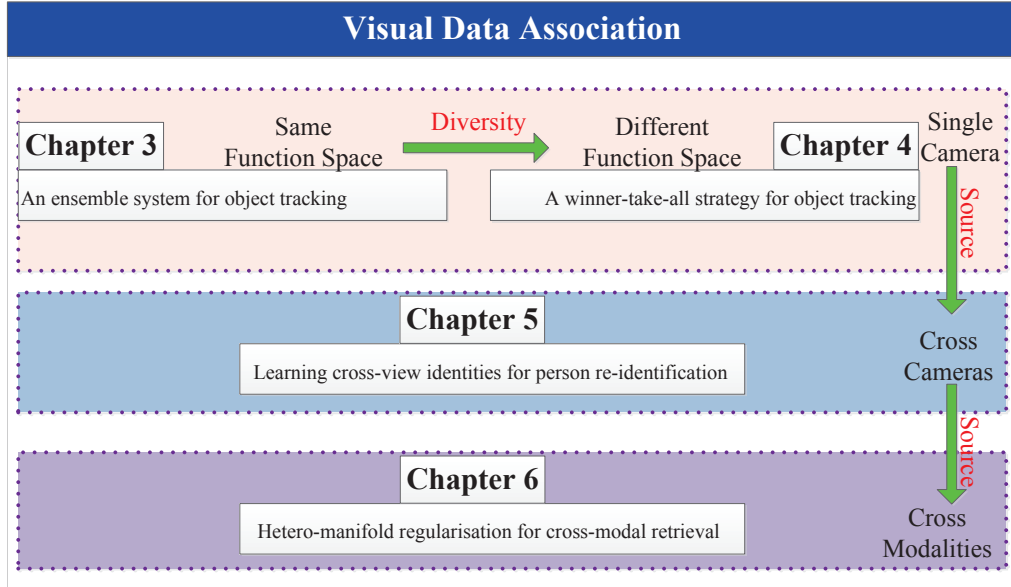 Visual Data Association
Chapter 3
Same
Function Space
Diversity
Different
Function Space
Chapter 4
Single
Camera
An ensemble system for object tracking
A winner-take-all strategy for object tracking
Source
Chapter 5
Learning cross-view identities for person re-identification
Cross
Cameras
Source
Chapter 6
Hetero-manifold regularisation for cross-modal retrieval
Cross
Modalities